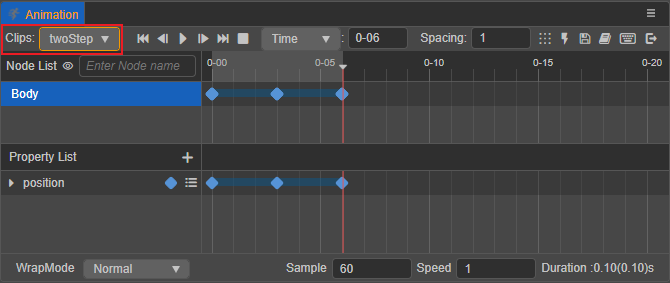 Animation
Clips: twoStep Time : 0-06 Spacing: 1
Node List Enter Node name 0-00 0-05 0-10 0-15 0-20
Body
Property List +
position
WrapMode Normal Sample 60 Speed 1 Duration :0.10(0.10)s